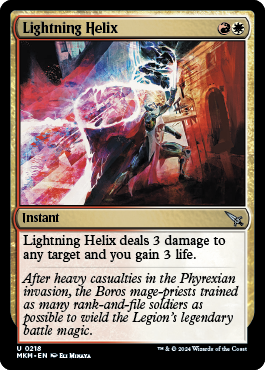 Lightning Helix
Instant
Lightning Helix deals 3 damage to
any target and you gain 3 life.
After heavy casualties in the Phyrexian
invasion, the Boros mage-priests trained
as many rank-and-file soldiers as
possible to wield the Legion's legendary
battle magic.
U 0218
MKM • EN Eli Minaya
™ & © 2024 Wizards of the Coast